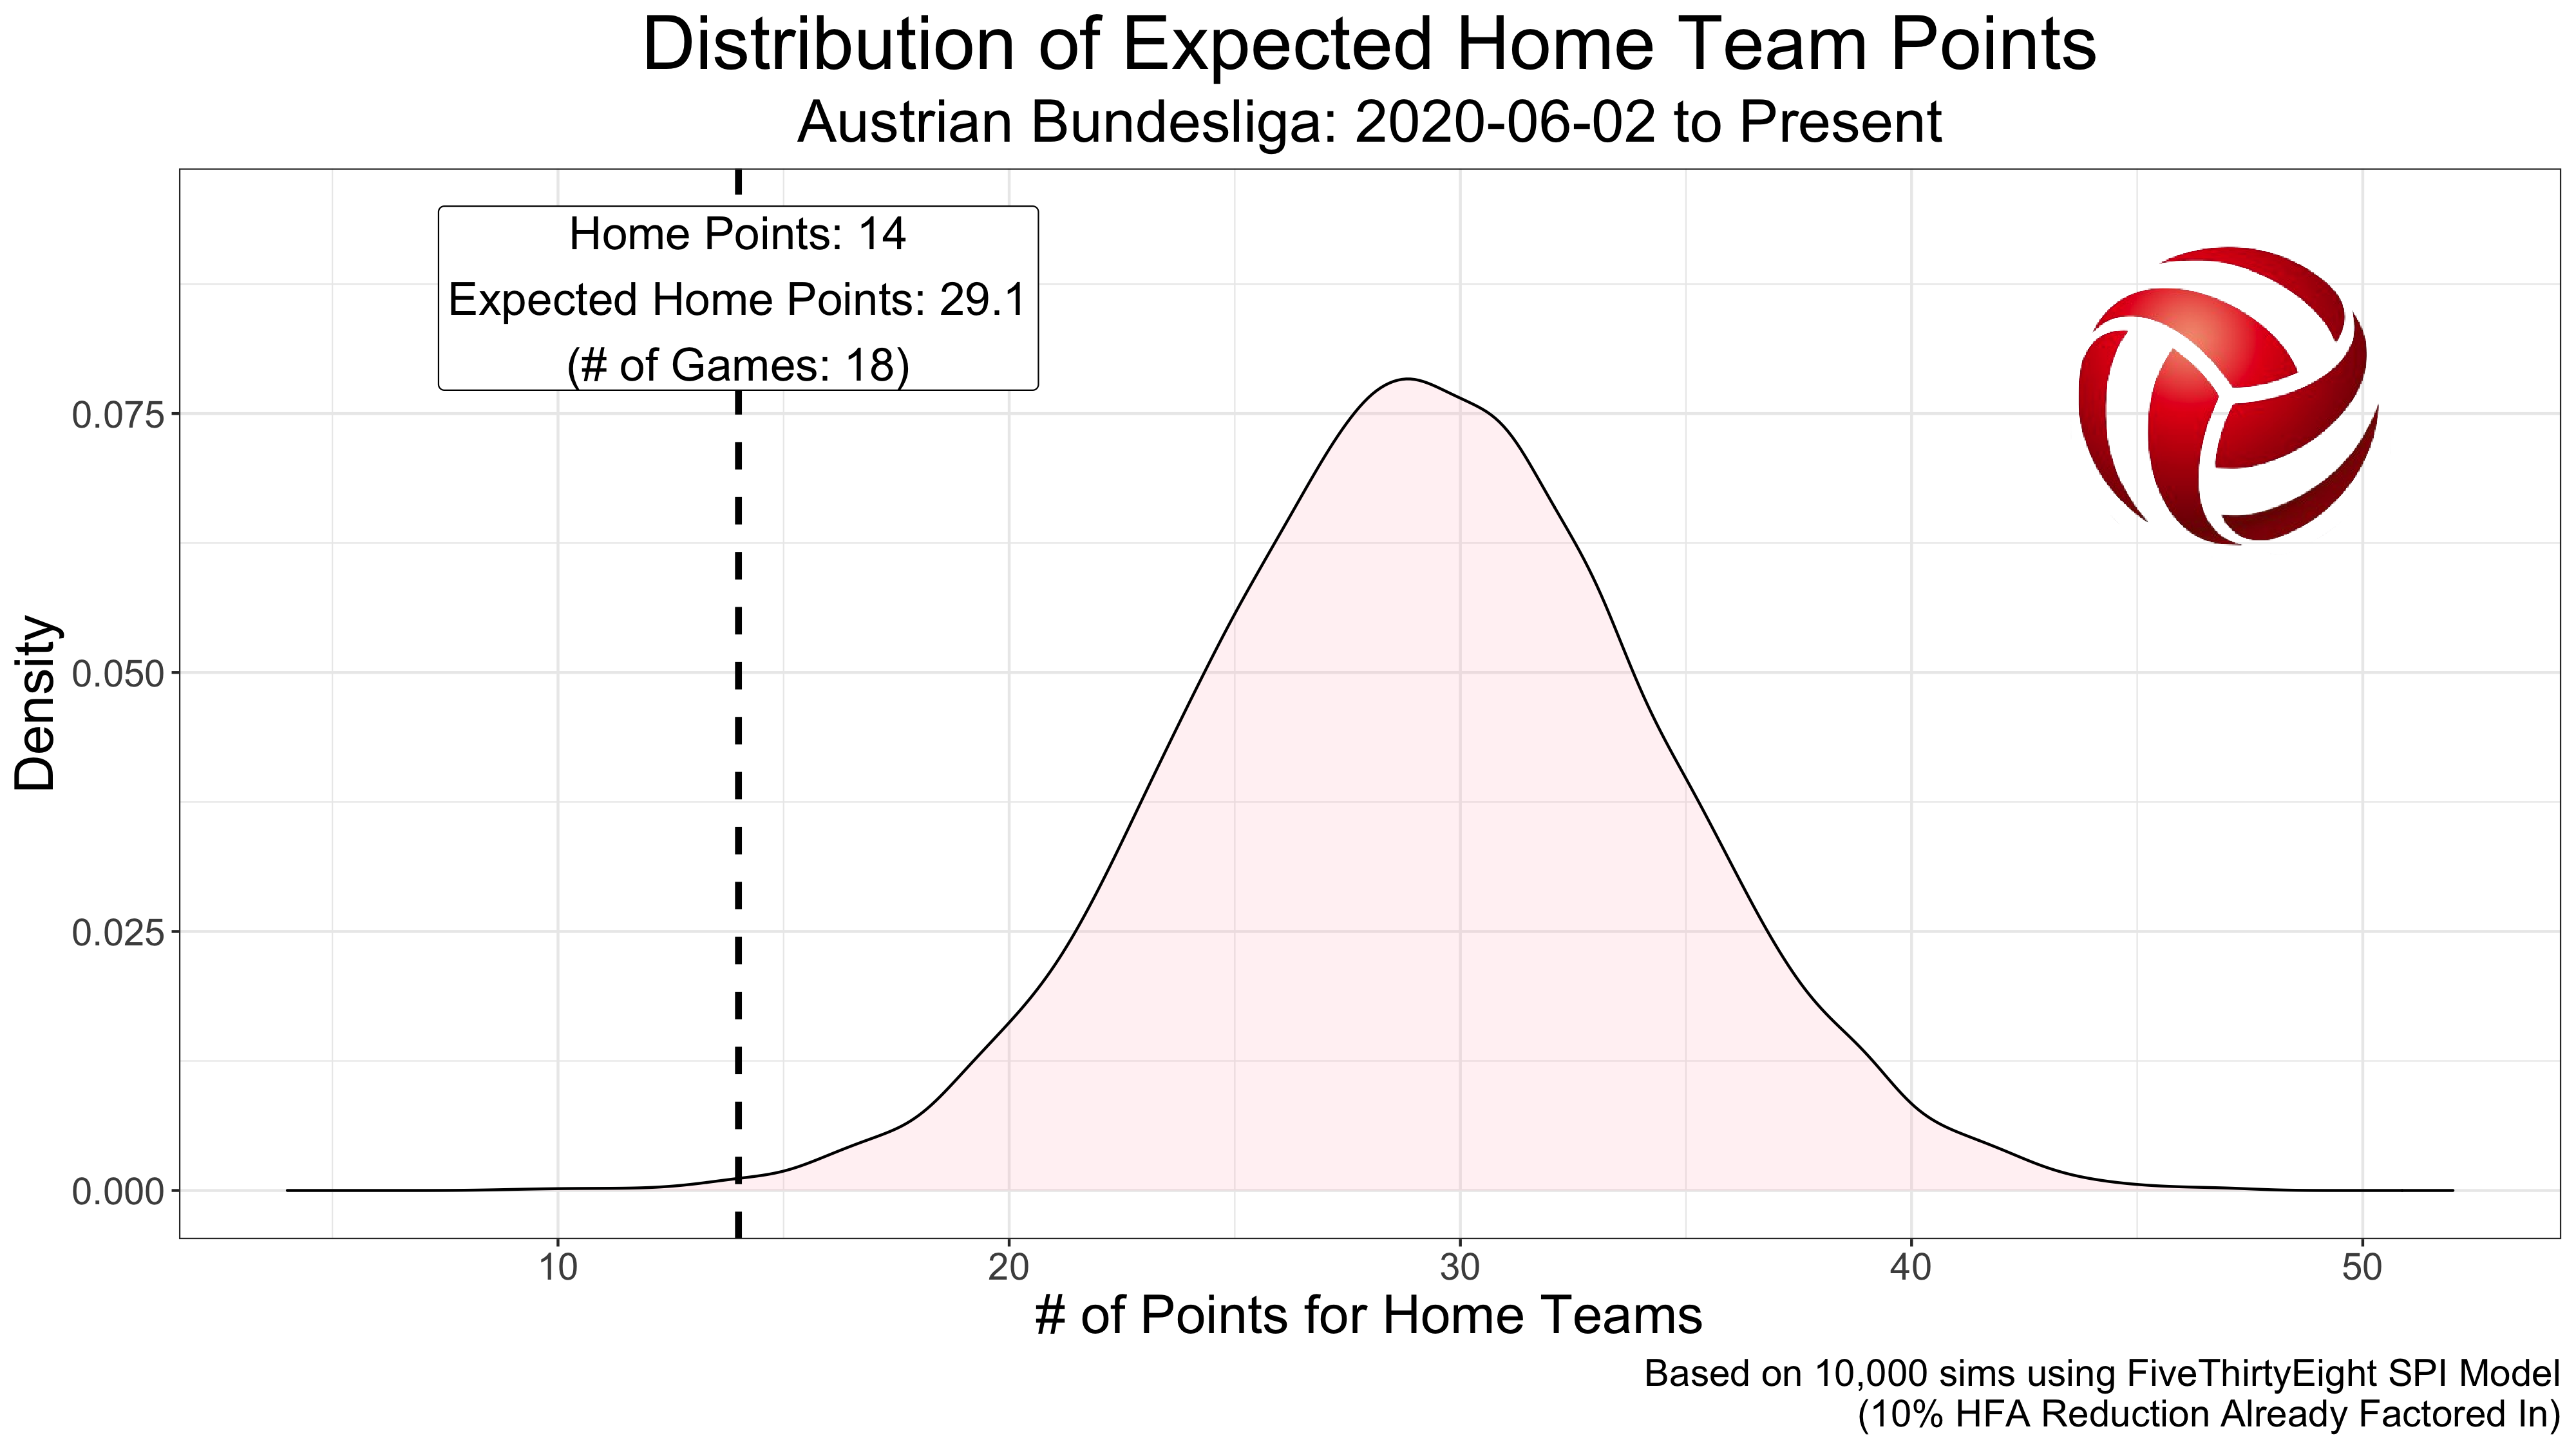 Distribution of Expected Home Team Points
Austrian Bundesliga: 2020-06-02 to Present
Home Points: 14
Expected Home Points: 29.1
(# of Games: 18)
0.075
0.050
0.025
0.000
Density
10 20 30 40 50
# of Points for Home Teams
Based on 10,000 sims using FiveThirtyEight SPI Model
(10% HFA Reduction Already Factored In)